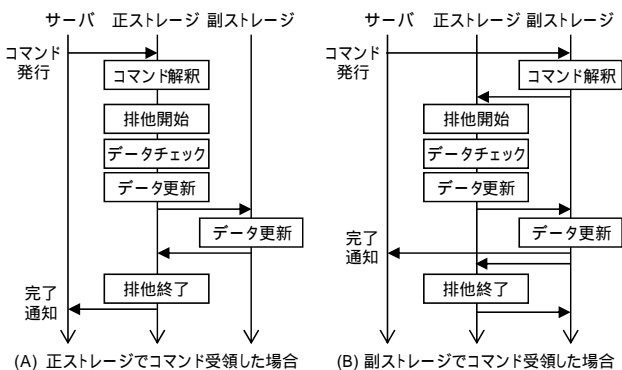 サーバ 正ストレージ 副ストレージ
コマンド
発行
コマンド解釈
排他開始
データチェック
データ更新
データ更新
排他終了
完了
通知
(A) 正ストレージでコマンド受領した場合
サーバ 正ストレージ 副ストレージ
コマンド
発行
コマンド解釈
排他開始
データチェック
データ更新
データ更新
完了
通知
排他終了
(B) 副ストレージでコマンド受領した場合